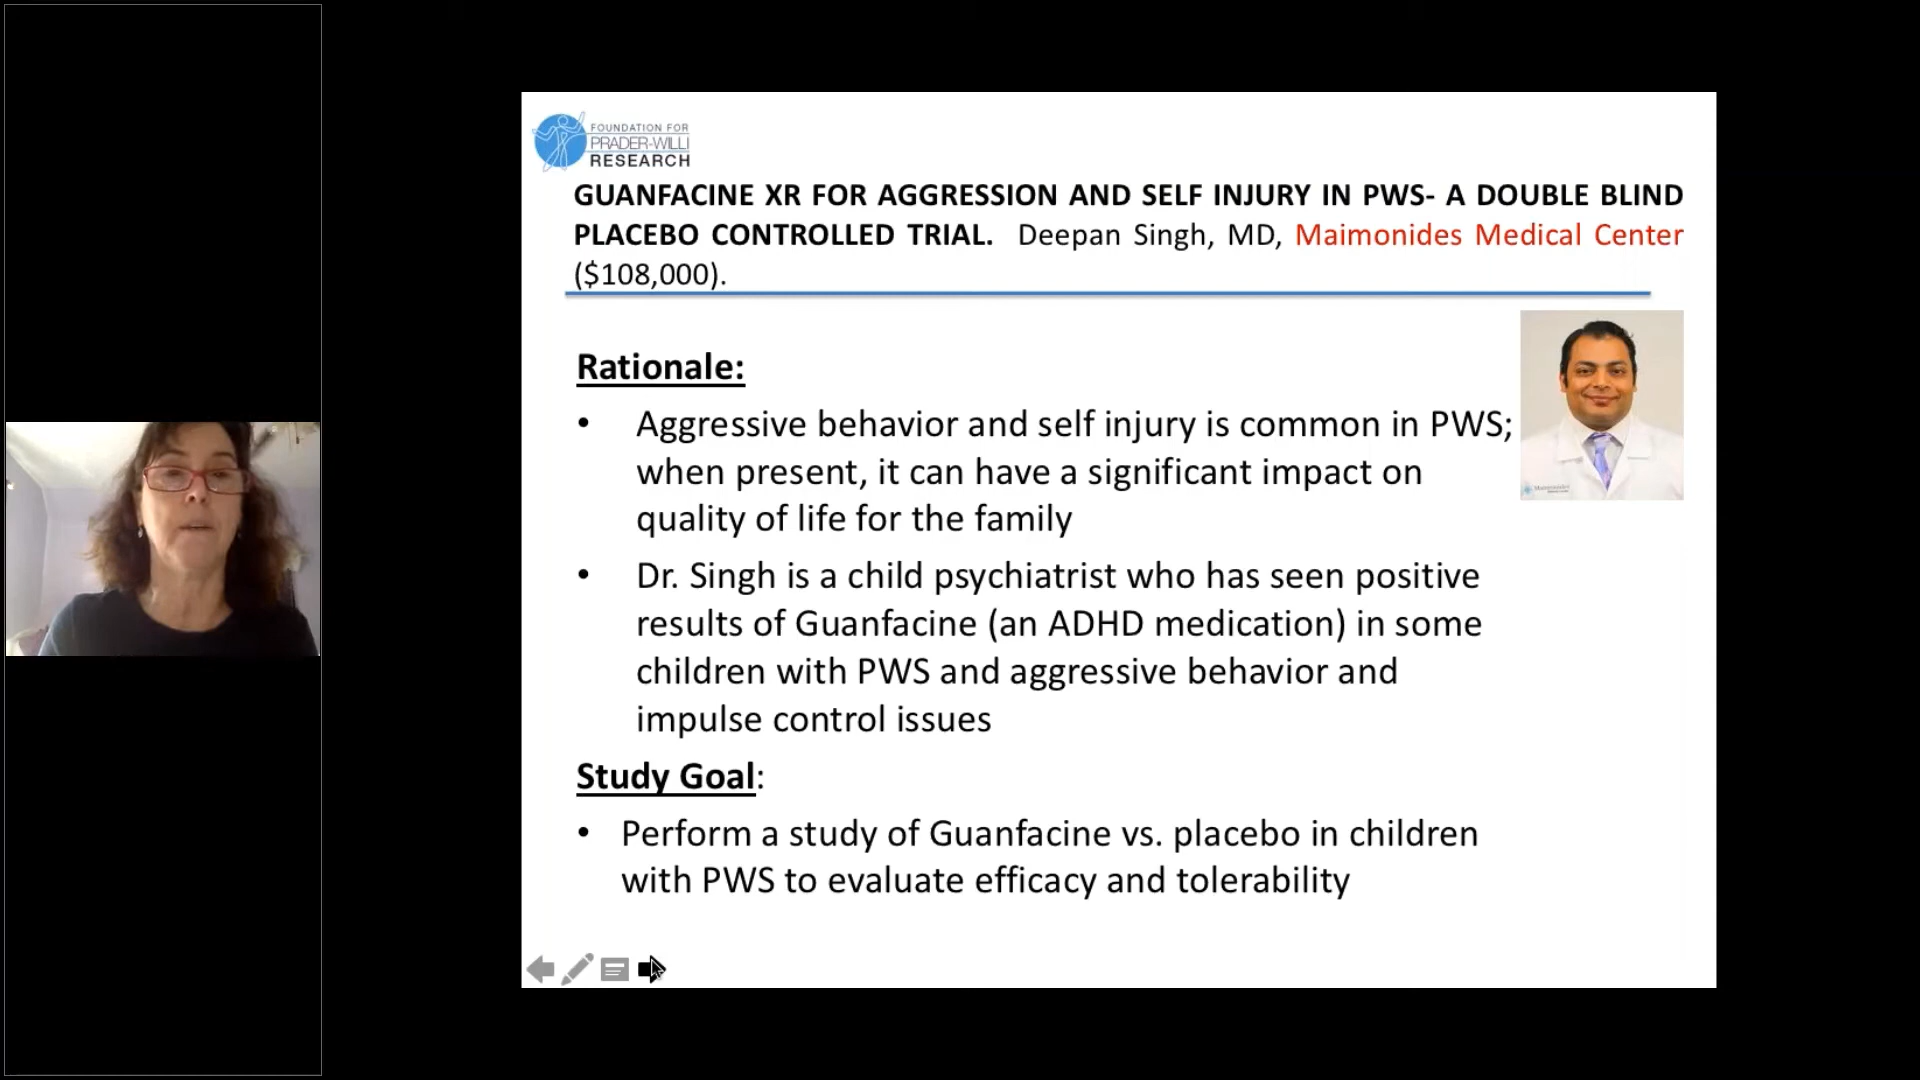 FOUNDATION FOR
PRADER-WILLI
RESEARCH
GUANFACINE XR FOR AGGRESSION AND SELF INJURY IN PWS- A DOUBLE BLIND
PLACEBO CONTROLLED TRIAL. Deepan Singh, MD, Maimonides Medical Center
($108,000).
Rationale:
• Aggressive behavior and self injury is common in PWS;
when present, it can have a significant impact on
quality of life for the family
• Dr. Singh is a child psychiatrist who has seen positive
results of Guanfacine (an ADHD medication) in some
children with PWS and aggressive behavior and
impulse control issues
Study Goal:
• Perform a study of Guanfacine vs. placebo in children
with PWS to evaluate efficacy and tolerability